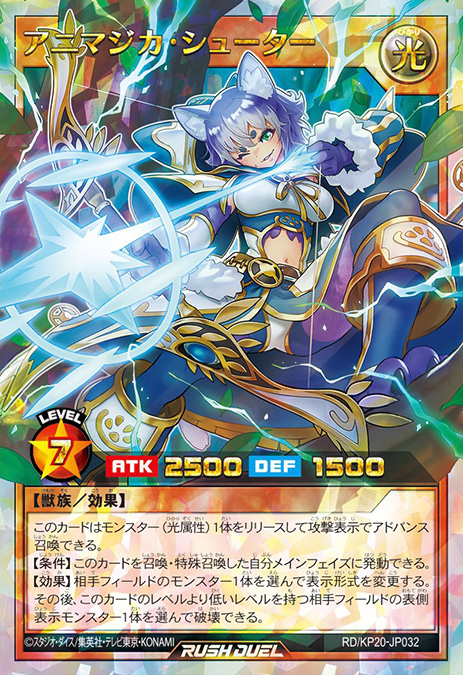 アニマジカ・シューター
ひかり
光
LEVEL
7
ATK 2500 DEF 1500
【獣族／効果】
このカードはモンスター（光属性）1体をリリースして攻撃表示でアドバンス
召喚できる。
【条件】このカードを召喚・特殊召喚した自分メインフェイズに発動できる。
【効果】相手フィールドのモンスター1体を選んで表示形式を変更する。
その後、このカードのレベルより低いレベルを持つ相手フィールドの表側
表示モンスター1体を選んで破壊できる。
©スタジオ・ダイス/集英社・テレビ東京・KONAMI
RUSH DUEL
RD/KP20-JP032